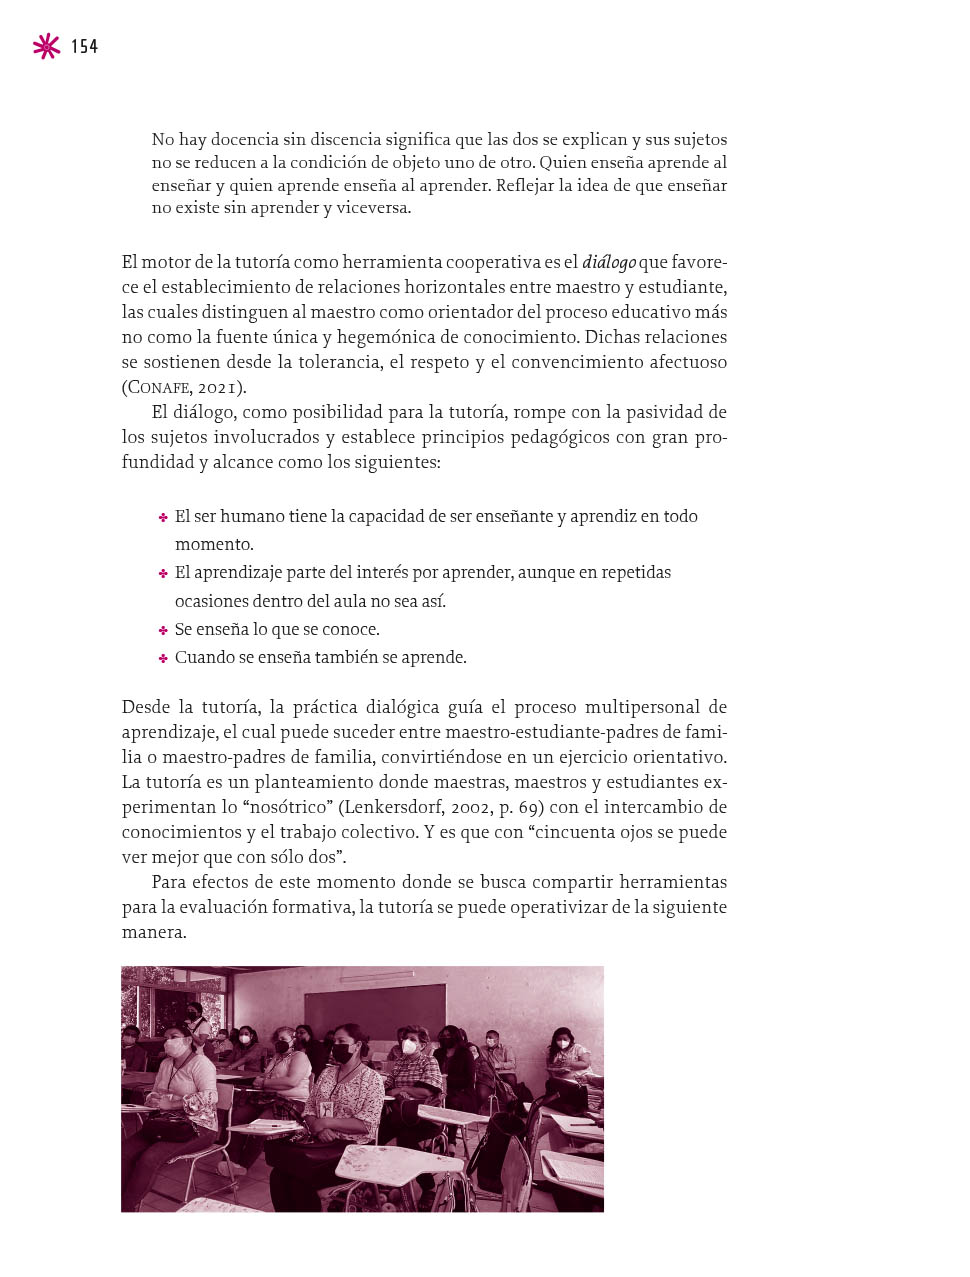 154
No hay docencia sin discencia significa que las dos se explican y sus sujetos
no se reducen a la condición de objeto uno de otro. Quien enseña aprende al
enseñar y quien aprende enseña al aprender. Reflejar la idea de que enseñar
no existe sin aprender y viceversa.
El motor de la tutoría como herramienta cooperativa es el diálogo que favore-
ce el establecimiento de relaciones horizontales entre maestro y estudiante,
las cuales distinguen al maestro como orientador del proceso educativo más
no como la fuente única y hegemónica de conocimiento. Dichas relaciones
se sostienen desde la tolerancia, el respeto y el convencimiento afectuoso
(CONAFE, 2021).
El diálogo, como posibilidad para la tutoría, rompe con la pasividad de
los sujetos involucrados y establece principios pedagógicos con gran pro-
fundidad y alcance como los siguientes:
✤ El ser humano tiene la capacidad de ser enseñante y aprendiz en todo
momento.
✤ El aprendizaje parte del interés por aprender, aunque en repetidas
ocasiones dentro del aula no sea así.
✤ Se enseña lo que se conoce.
✤ Cuando se enseña también se aprende.
Desde la tutoría, la práctica dialógica guía el proceso multipersonal de
aprendizaje, el cual puede suceder entre maestro-estudiante-padres de fami-
lia o maestro-padres de familia, convirtiéndose en un ejercicio orientativo.
La tutoría es un planteamiento donde maestras, maestros y estudiantes ex-
perimentan lo “nosótrico” (Lenkersdorf, 2002, p. 69) con el intercambio de
conocimientos y el trabajo colectivo. Y es que con “cincuenta ojos se puede
ver mejor que con sólo dos”.
Para efectos de este momento donde se busca compartir herramientas
para la evaluación formativa, la tutoría se puede operativizar de la siguiente
manera.